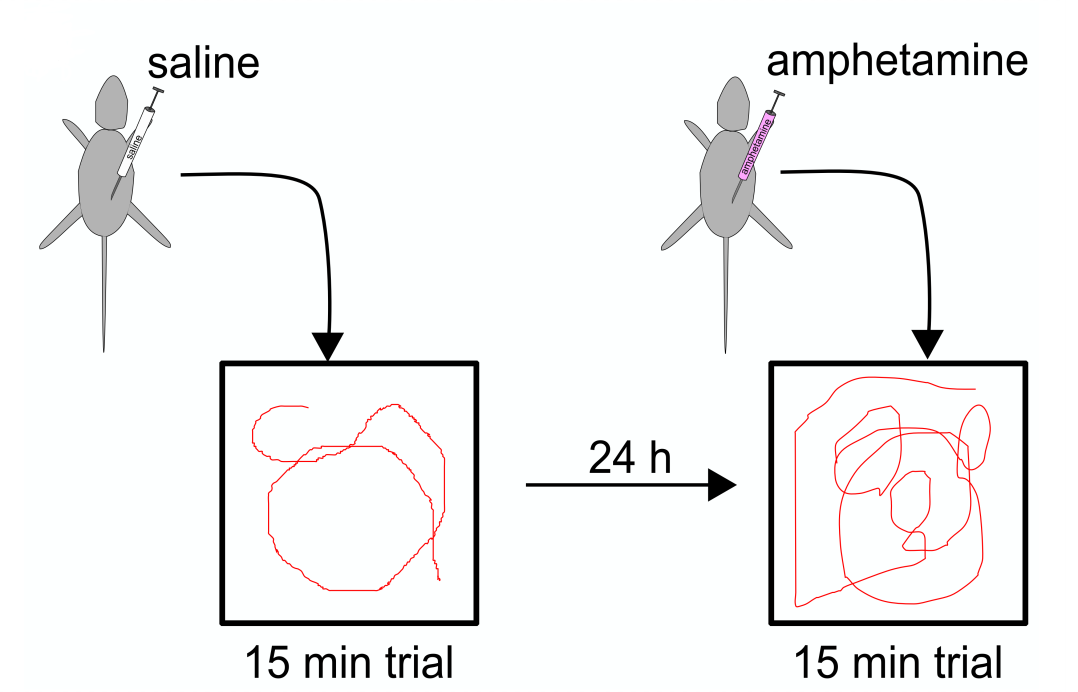 saline
amphetamine
saline
amphetamine
24 h
15 min trial
15 min trial